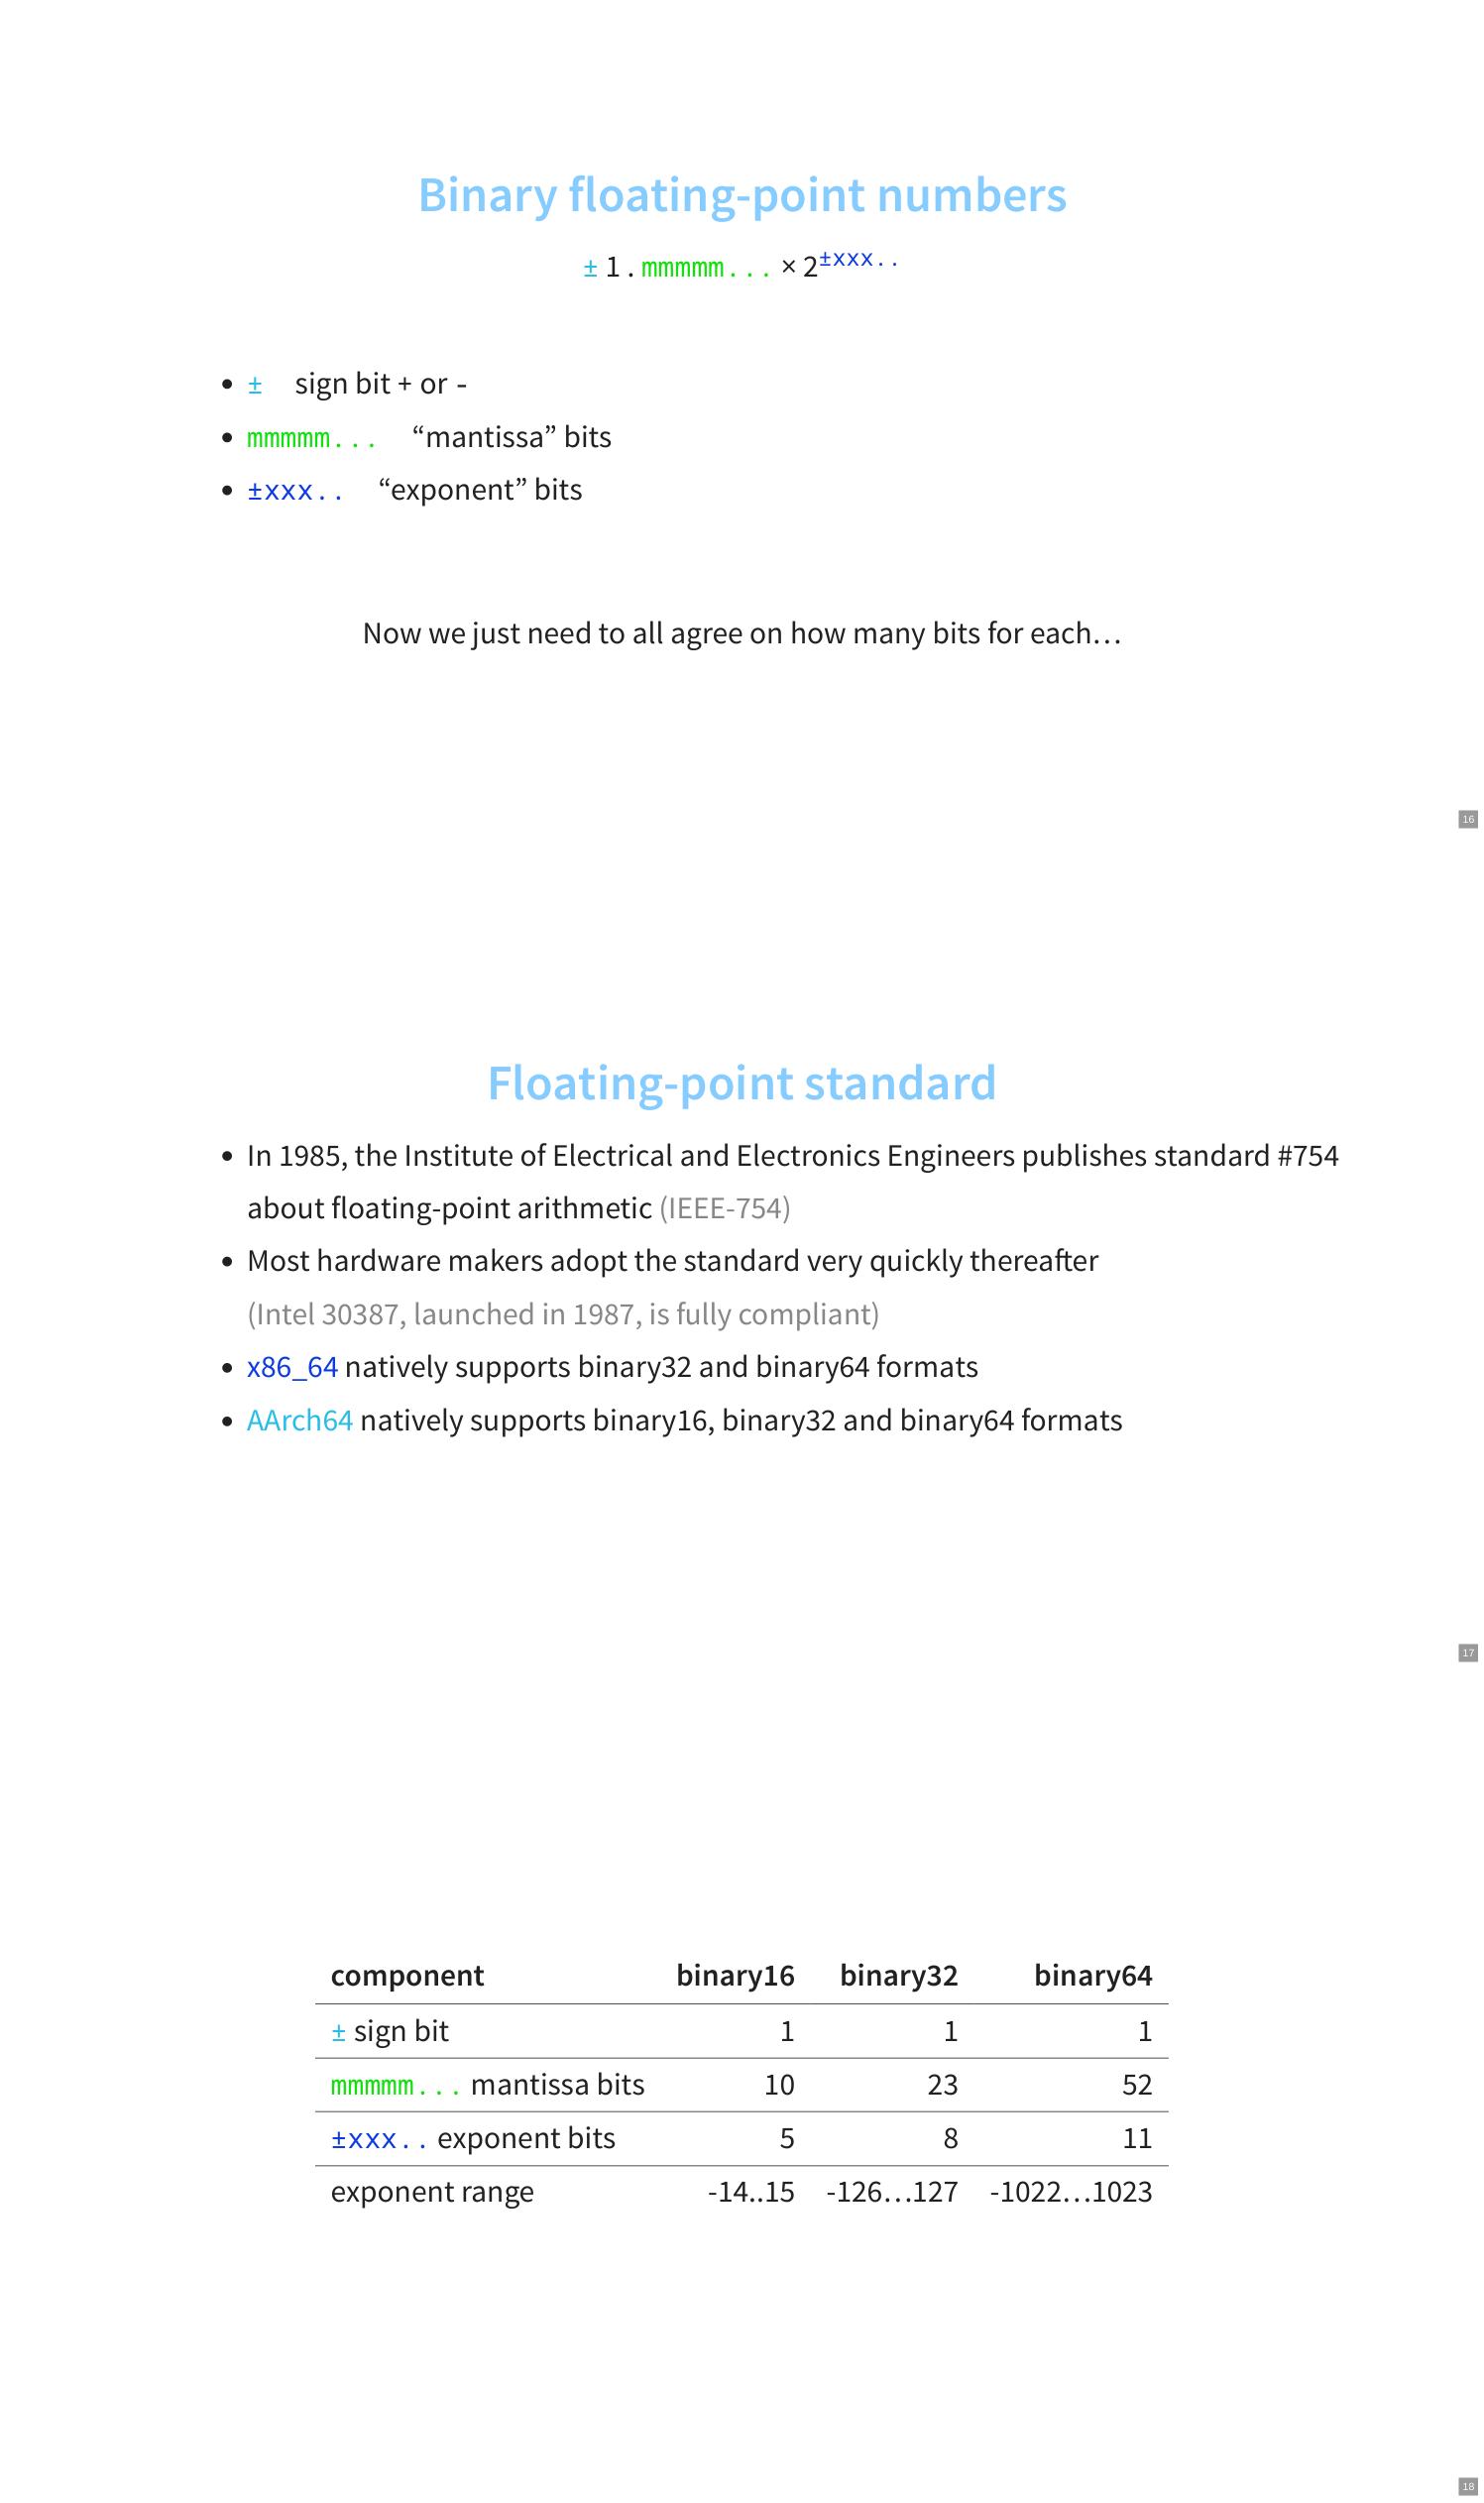 Binary floating-point numbers
± 1.mmmmm... × 2±xxx..
• ± sign bit + or -
• mmmmm... “mantissa” bits
• ±xxx.. “exponent” bits
Now we just need to all agree on how many bits for each…
16
Floating-point standard
• In 1985, the Institute of Electrical and Electronics Engineers publishes standard #754
about floating-point arithmetic (IEEE-754)
• Most hardware makers adopt the standard very quickly thereafter
(Intel 30387, launched in 1987, is fully compliant)
• x86_64 natively supports binary32 and binary64 formats
• AArch64 natively supports binary16, binary32 and binary64 formats
17
component binary16 binary32 binary64
± sign bit 1 1 1
mmmmm... mantissa bits 10 23 52
±xxx.. exponent bits 5 8 11
exponent range -14..15 -126…127 -1022…1023
18